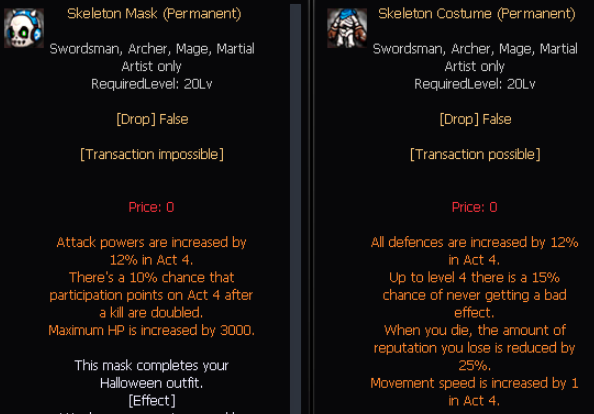 Skeleton Mask (Permanent)
Swordsman, Archer, Mage, Martial
Artist only
RequiredLevel: 20Lv
[Drop] False
[Transaction impossible]
Price: 0
Attack powers are increased by
12% in Act 4.
There's a 10% chance that
participation points on Act 4 after
a kill are doubled.
Maximum HP is increased by 3000.
This mask completes your
Halloween outfit.
[Effect]
Skeleton Costume (Permanent)
Swordsman, Archer, Mage, Martial
Artist only
RequiredLevel: 20Lv
[Drop] False
[Transaction possible]
Price: 0
All defences are increased by 12%
in Act 4.
Up to level 4 there is a 15%
chance of never getting a bad
effect.
When you die, the amount of
reputation you lose is reduced by
25%.
Movement speed is increased by 1
in Act 4.